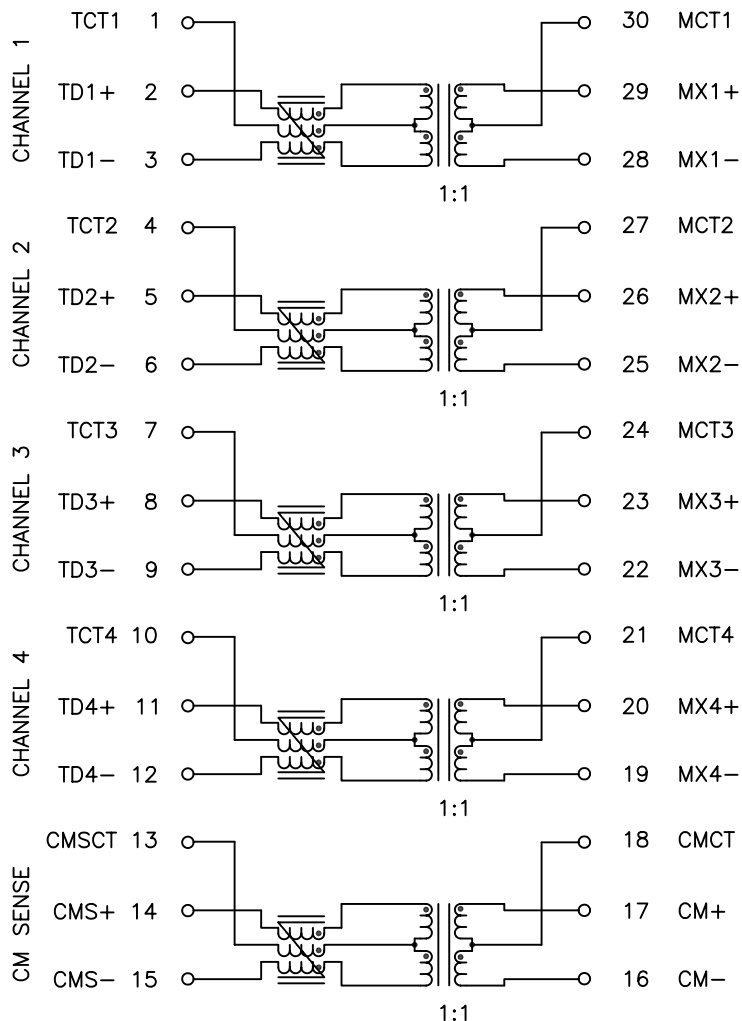 CHANNEL 1
TCT1 1 30 MCT1
TD1+ 2 29 MX1+
TD1− 3 28 MX1−
1:1
CHANNEL 2
TCT2 4 27 MCT2
TD2+ 5 26 MX2+
TD2− 6 25 MX2−
1:1
CHANNEL 3
TCT3 7 24 MCT3
TD3+ 8 23 MX3+
TD3− 9 22 MX3−
1:1
CHANNEL 4
TCT4 10 21 MCT4
TD4+ 11 20 MX4+
TD4− 12 19 MX4−
1:1
CM SENSE
CMSCT 13 18 CMCT
CMS+ 14 17 CM+
CMS− 15 16 CM−
1:1